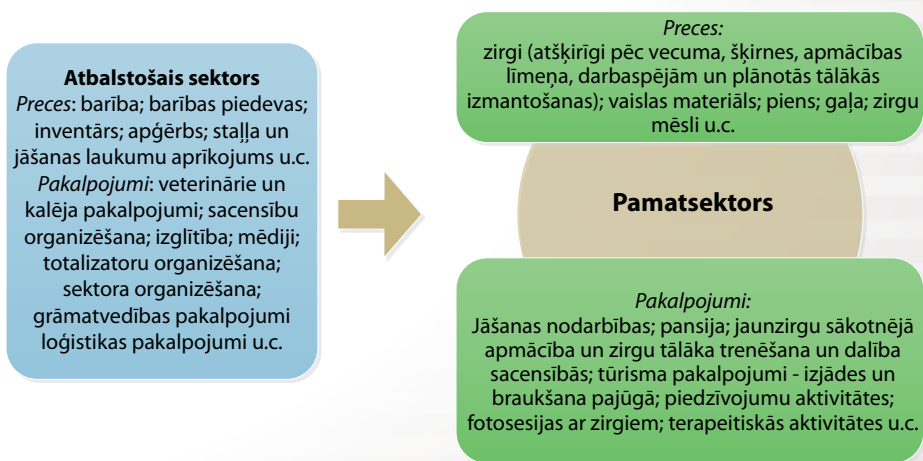 Atbalstošais sektors
Preces: barība; barības piedevas;
inventārs; apģērbs; staļļa un
jāšanas laukumu aprīkojums u.c.
Pakalpojumi: veterinārie un
kalēja pakalpojumi; sacensību
organizēšana; izglītība; mēdiji;
totalizatoru organizēšana;
sektora organizēšana;
grāmatvedības pakalpojumi
loģistikas pakalpojumi u.c.
Preces:
zirgi (atšķirīgi pēc vecuma, šķirnes, apmācības
līmeņa, darbaspējām un plānotās tālākās
izmantošanas); vaislas materiāls; piens; gaļa; zirgu
mēsli u.c.
Pamatsektors
Pakalpojumi:
Jāšanas nodarbības; pansija; jaunzirgu sākotnējā
apmācība un zirgu tālāka trenēšana un dalība
sacensībās; tūrisma pakalpojumi - izjādes un
braukšana pajūgā; piedzīvojumu aktivitātes;
fotosesijas ar zirgiem; terapeitiskās aktivitātes u.c.